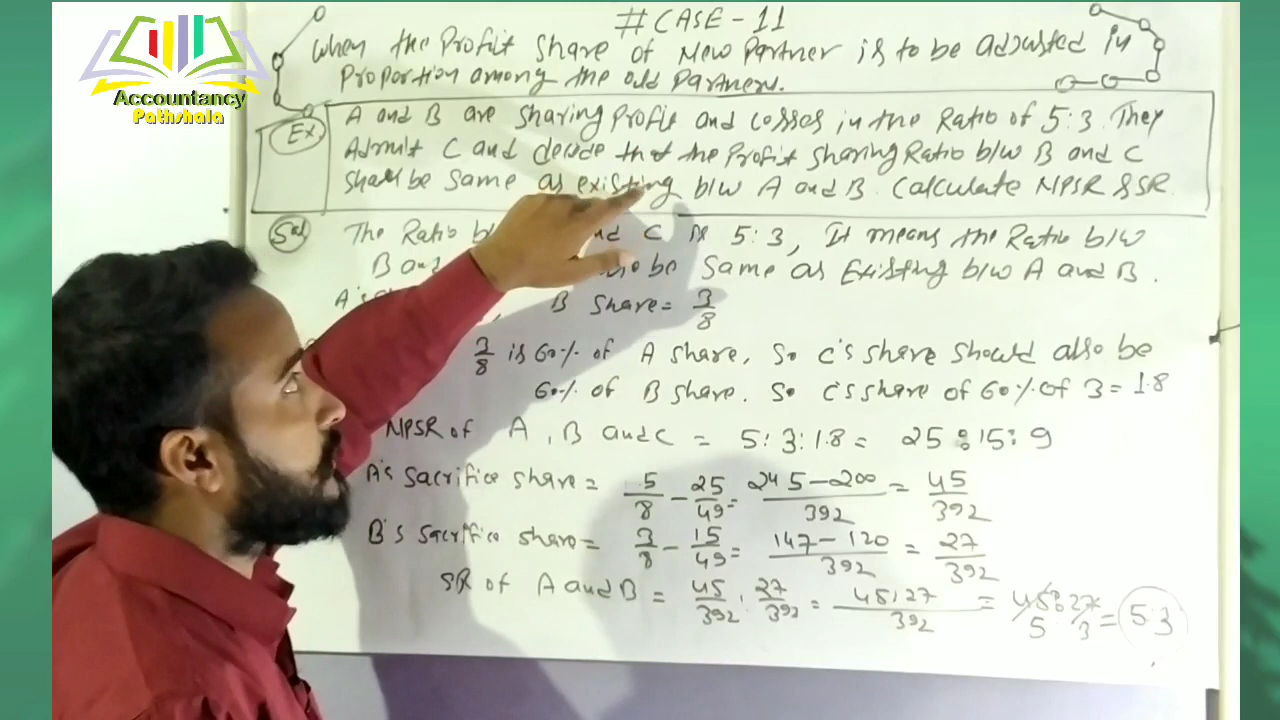 #CASE-11
When the Profit Share of New Partner is to be Adjusted in
Proportion among the old Partners.
Accountancy
Pathshala
Ex
A and B are sharing Profit and Losses in the Ratio of 5:3. They
Admit C and decide that the Profit Sharing Ratio b/w B and C
shall be same as existing b/w A and B. Calculate NPSR & SR.
Sol
The Ratio C is 5:3, It means the Ratio b/w
B be Same as Existing b/w A and B.
A's B Share = 3/8
3/8 is 60% of A share, So C's share should also be
60% of B share. So C's share of 60% of 3 = 1.8
NPSR of A, B and C = 5:3:1.8 = 25:15:9
A's Sacrifice share = 5/8 - 25/49 = 245-200/392 = 45/392
B's Sacrifice share = 3/8 - 15/49 = 147-120/392 = 27/392
SR of A and B = 45/392 : 27/392 = 45:27/392 = 45:27 5:3 = 5:3